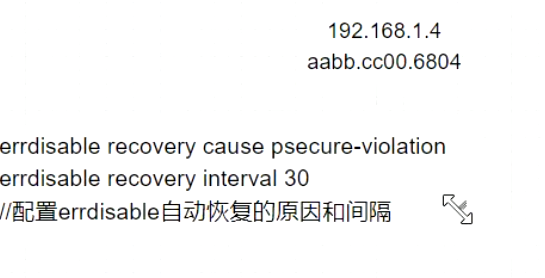 192.168.1.4
aabb.cc00.6804
errdisable recovery cause psecure-violation
errdisable recovery interval 30
//配置errdisable自动恢复的原因和间隔